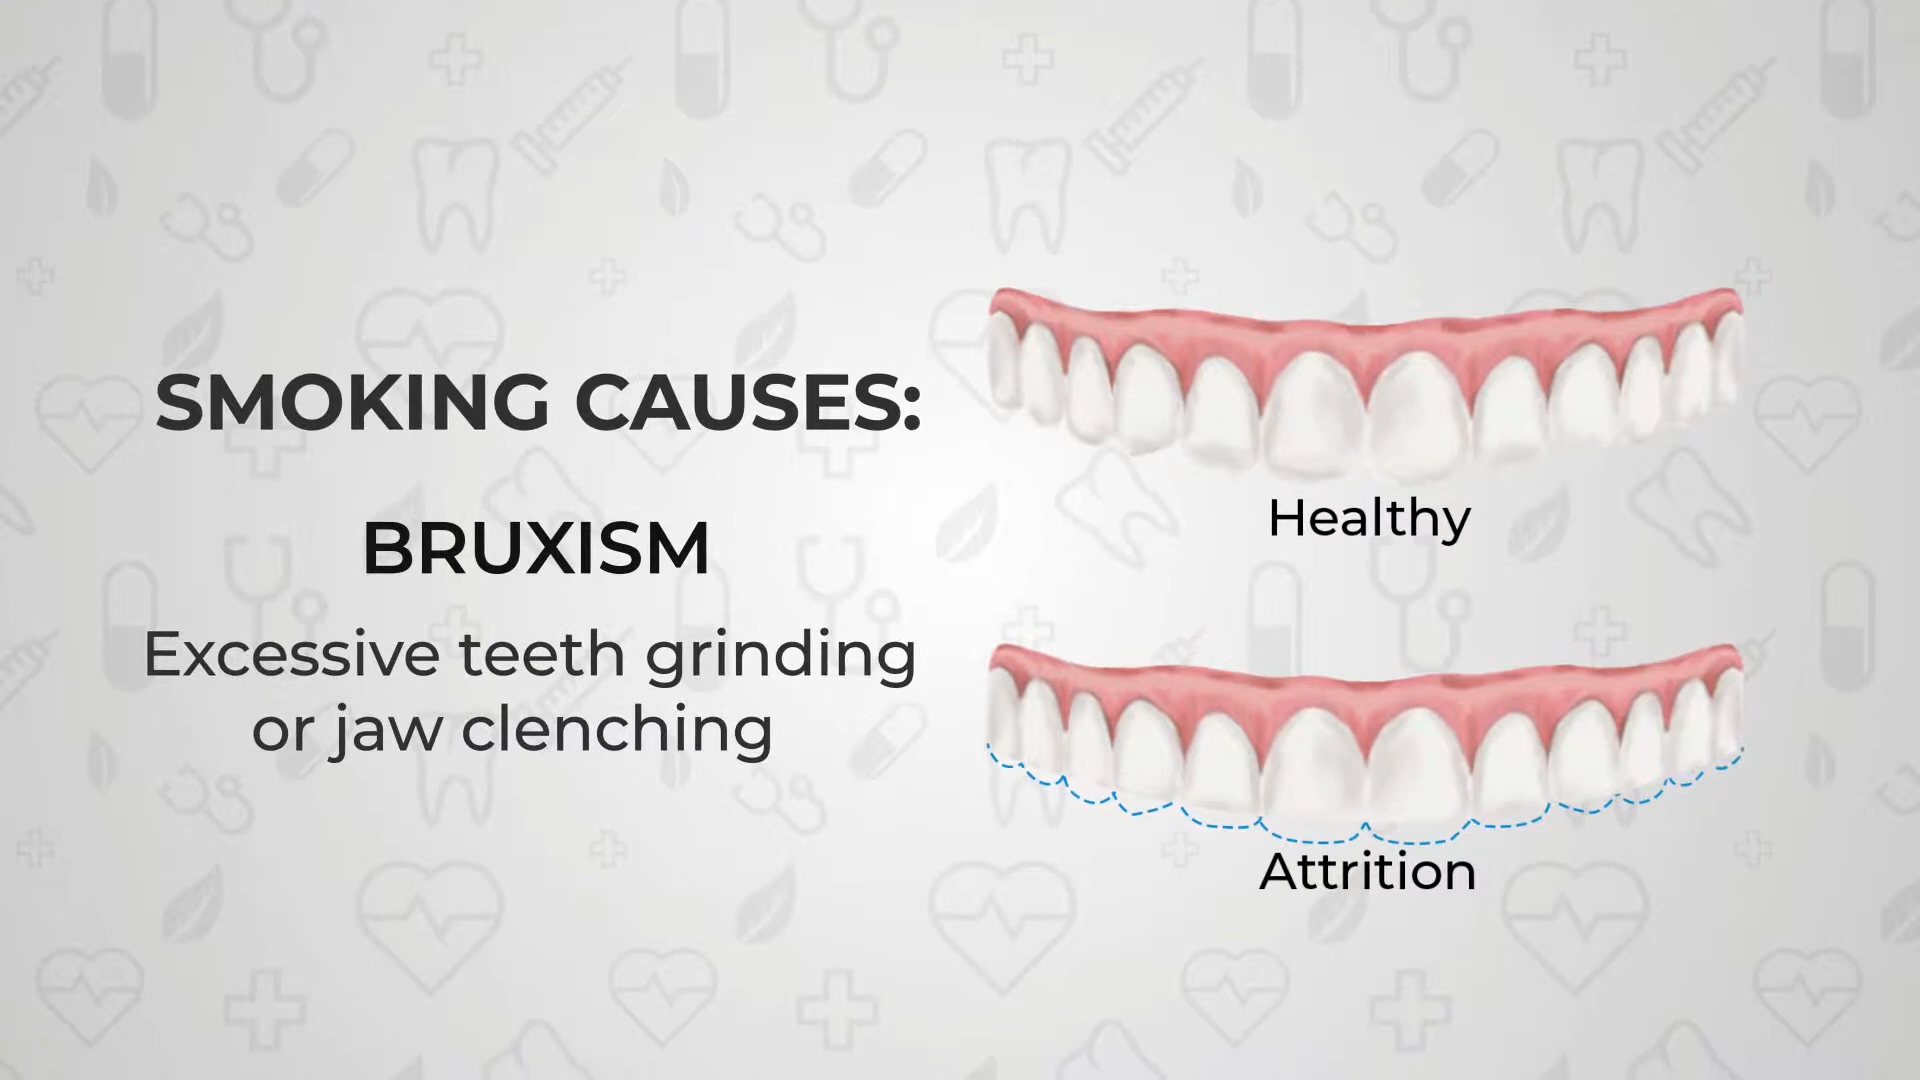 SMOKING CAUSES:
BRUXISM
Excessive teeth grinding
or jaw clenching
Healthy
Attrition